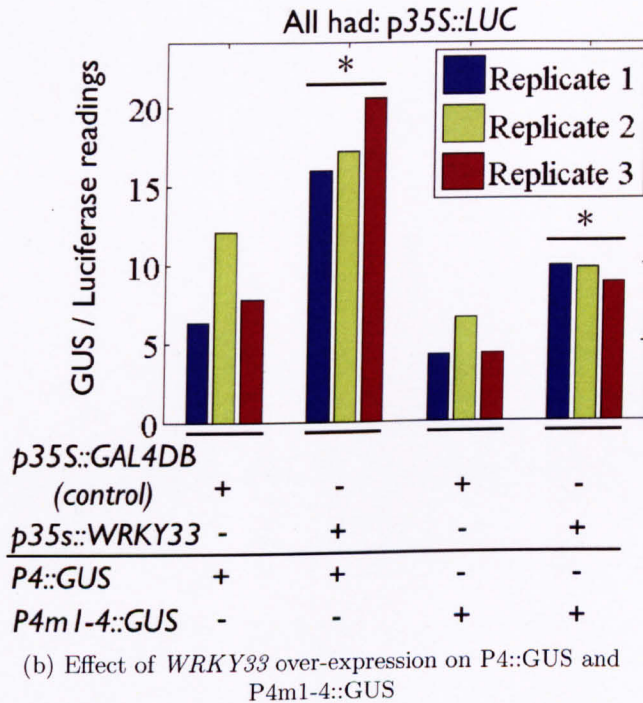 All had: p35S::LUC
GUS / Luciferase readings
20
15
10
5
0
*
*
Replicate 1
Replicate 2
Replicate 3
p35S::GAL4DB
(control) + - + -
p35s::WRKY33 - + - +
P4::GUS + + - -
P4m1-4::GUS - - + +
(b) Effect of WRKY33 over-expression on P4::GUS and
P4m1-4::GUS